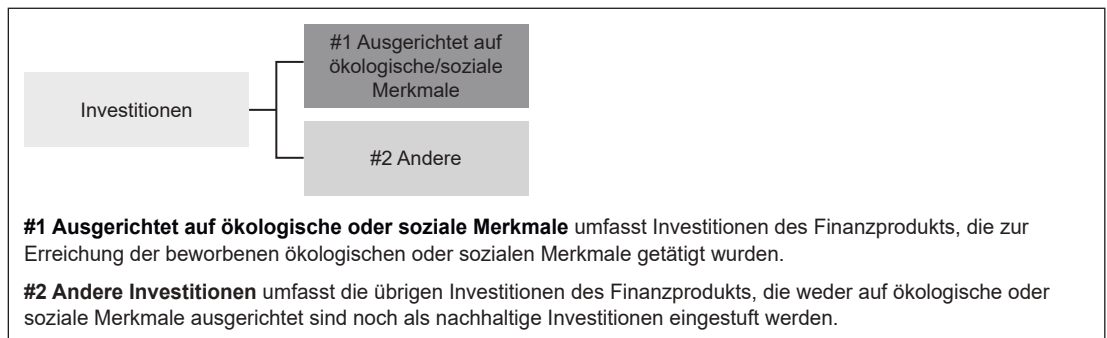 #1 Ausgerichtet auf
ökologische/soziale
Merkmale
Investitionen
#2 Andere
#1 Ausgerichtet auf ökologische oder soziale Merkmale umfasst Investitionen des Finanzprodukts, die zur
Erreichung der beworbenen ökologischen oder sozialen Merkmale getätigt wurden.
#2 Andere Investitionen umfasst die übrigen Investitionen des Finanzprodukts, die weder auf ökologische oder
soziale Merkmale ausgerichtet sind noch als nachhaltige Investitionen eingestuft werden.